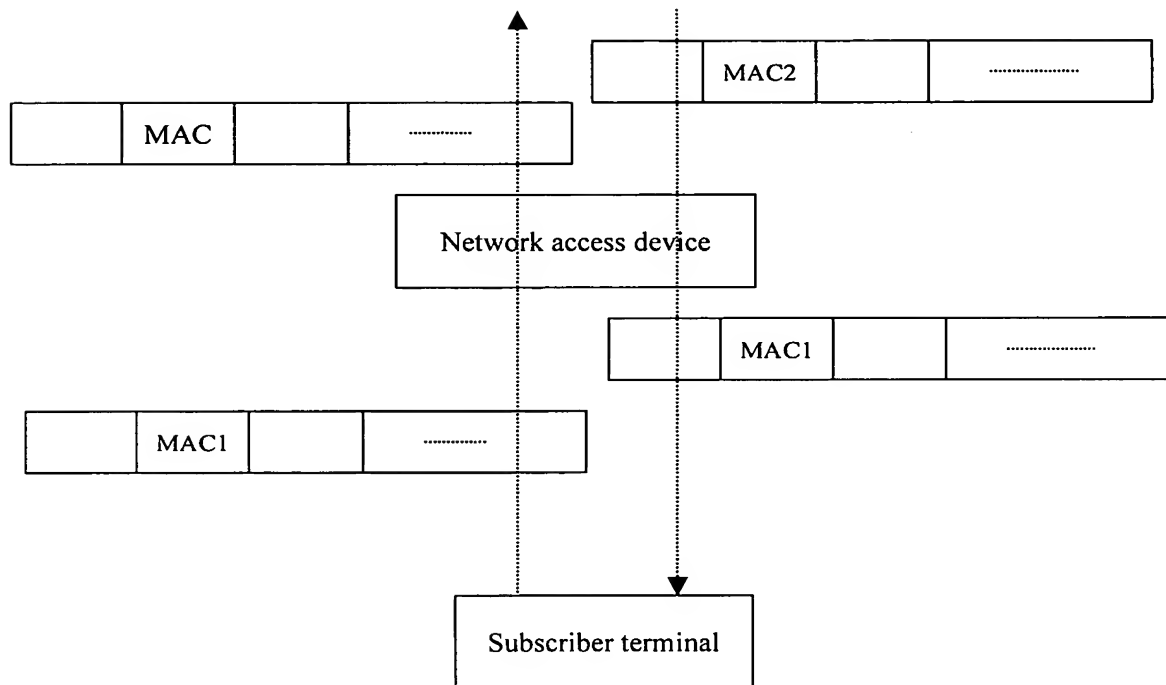 MAC2
MAC
Network access device
MAC1
MAC1
Subscriber terminal